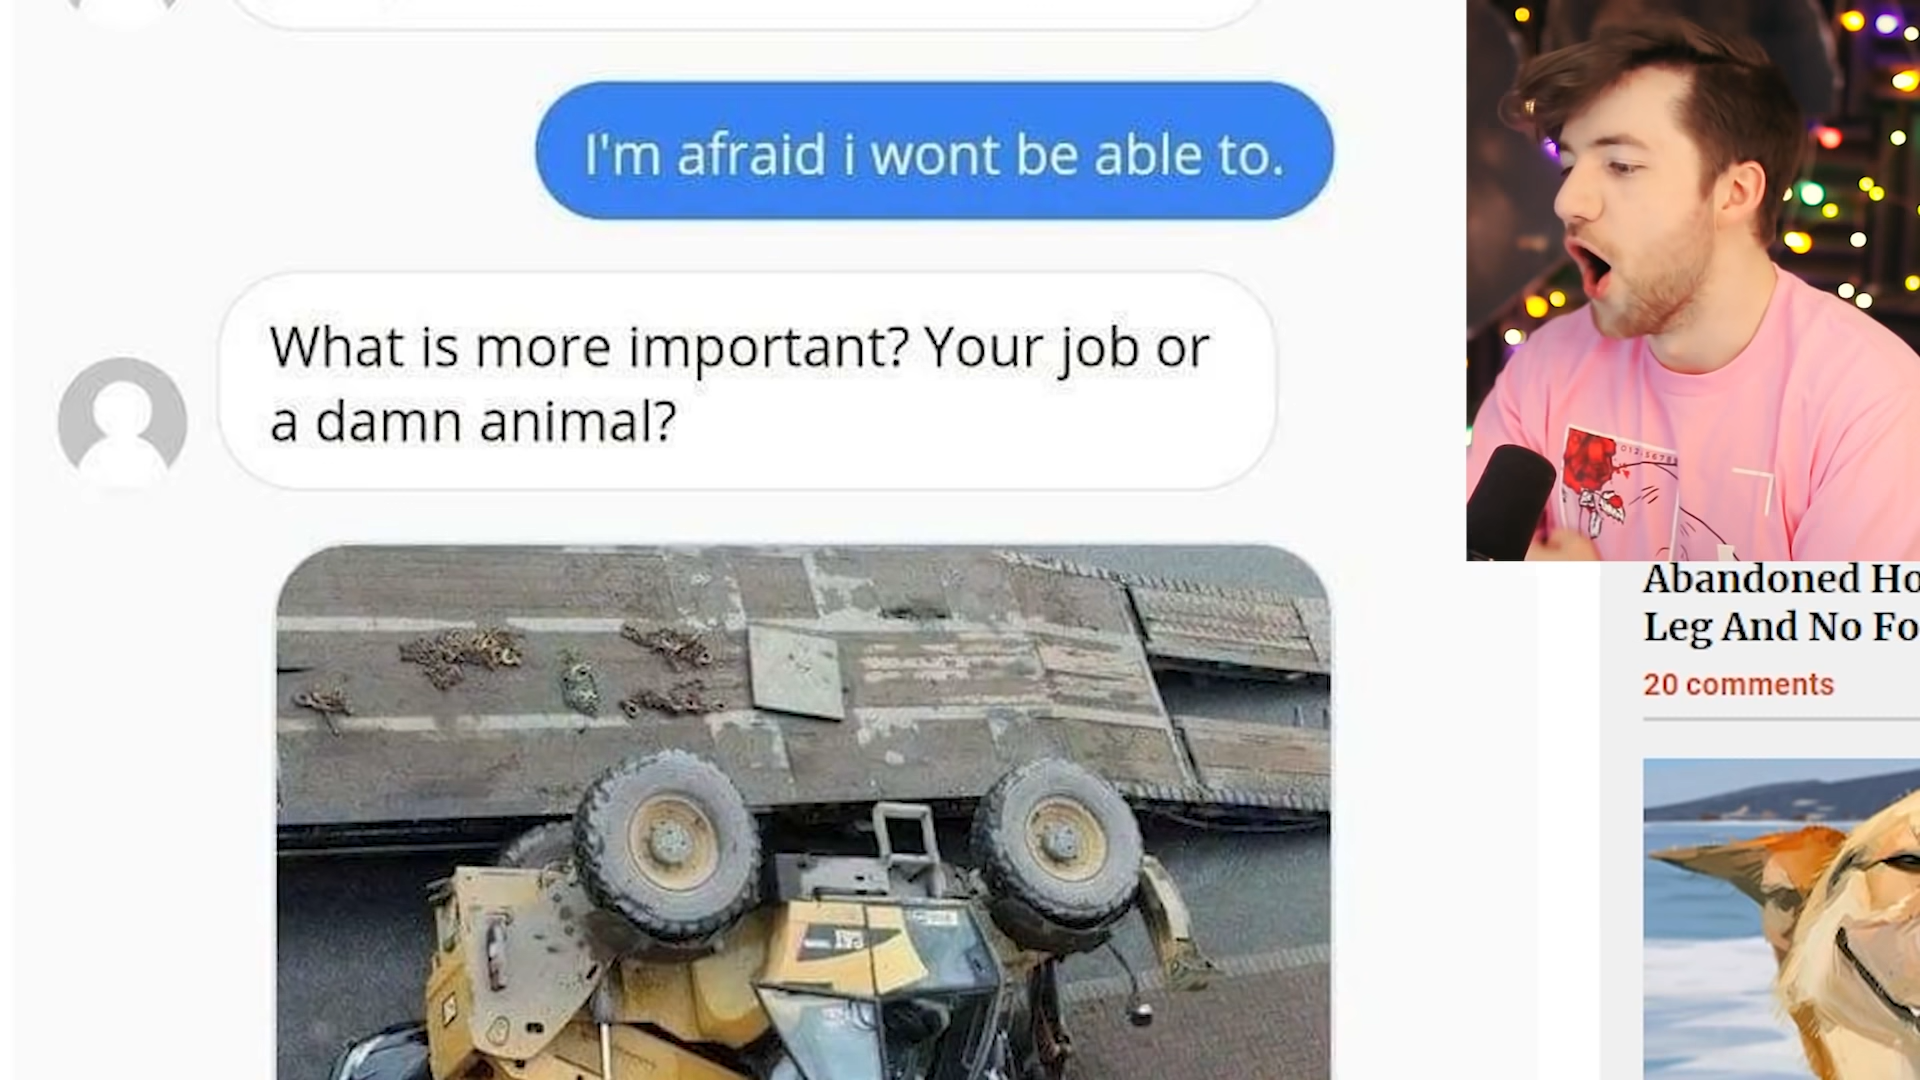 I'm afraid i wont be able to.
What is more important? Your job or
a damn animal?
Abandoned Ho
Leg And No Fo
20 comments